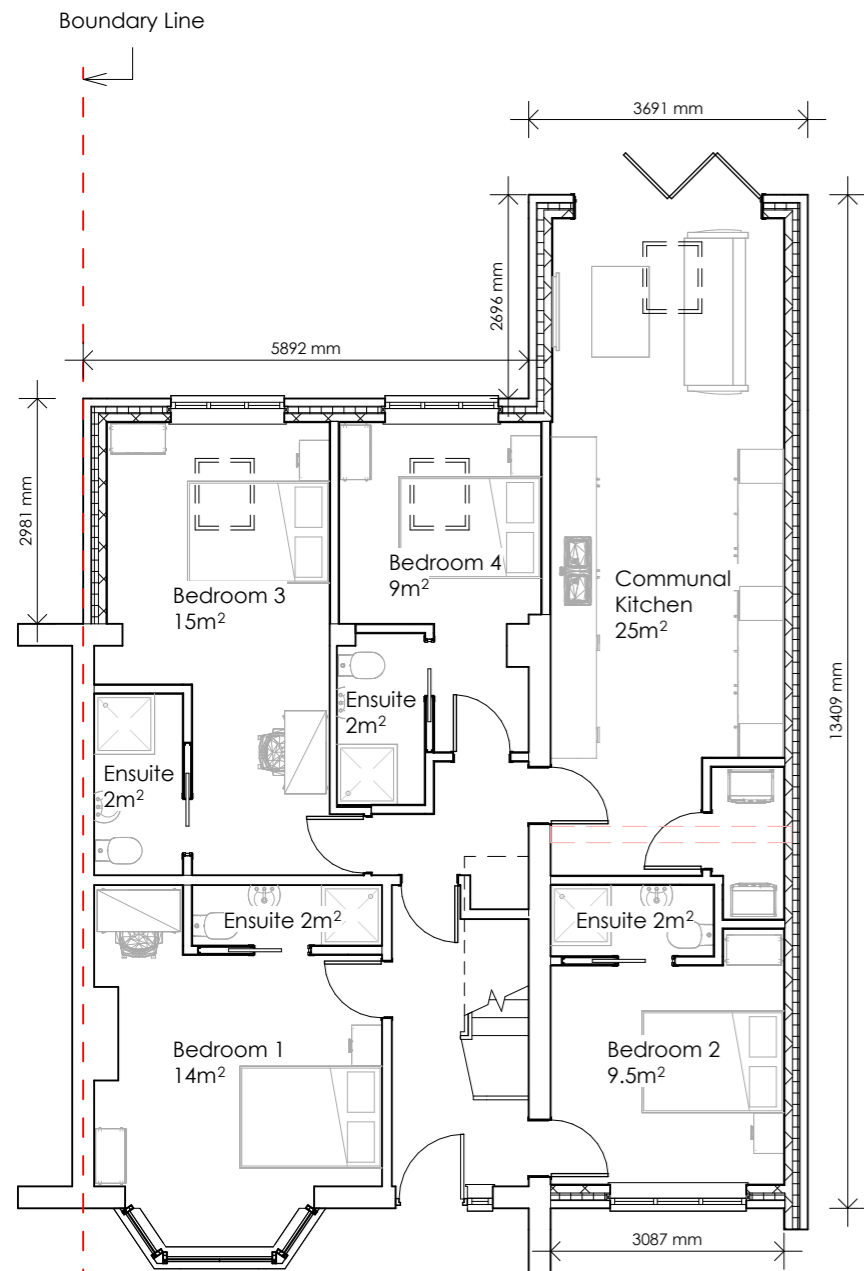 Boundary Line
3691 mm
2696 mm
5892 mm
2981 mm
Bedroom 3
15m²
Bedroom 4
9m²
Communal
Kitchen
25m²
13409 mm
Ensuite
2m²
Ensuite
2m²
Ensuite 2m²
Ensuite 2m²
Bedroom 1
14m²
Bedroom 2
9.5m²
3087 mm